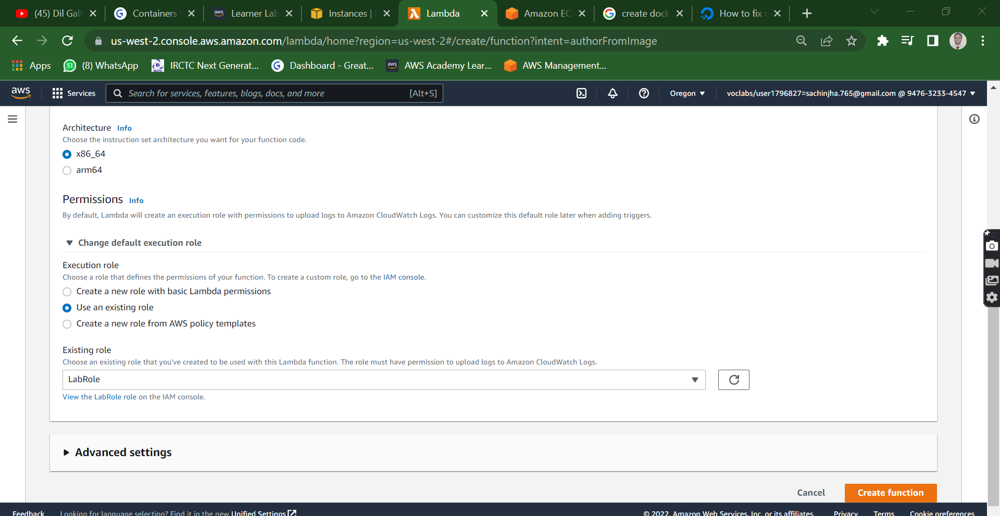 (45) Dil Galt
Containers
Learner Lab
Instances |
Lambda
Amazon EC
create dock
How to fix
us-west-2.console.aws.amazon.com/lambda/home?region=us-west-2#/create/function?intent=authorFromImage
Apps
51
(8) WhatsApp
IRCTC Next Generat...
Dashboard - Great...
aws
AWS Academy Lear...
AWS Management...
aws
Services
Search for services, features, blogs, docs, and more
[Alt+S]
Oregon
voclabs/user1796827=sachinjha.765@gmail.com @ 9476-3233-4547
Architecture Info
Choose the instruction set architecture you want for your function code.
x86_64
arm64
Permissions Info
By default, Lambda will create an execution role with permissions to upload logs to Amazon CloudWatch Logs. You can customize this default role later when adding triggers.
Change default execution role
Execution role
Choose a role that defines the permissions of your function. To create a custom role, go to the IAM console.
Create a new role with basic Lambda permissions
Use an existing role
Create a new role from AWS policy templates
Existing role
Choose an existing role that you've created to be used with this Lambda function. The role must have permission to upload logs to Amazon CloudWatch Logs.
LabRole
View the LabRole role on the IAM console.
Advanced settings
Cancel
Create function
Feedback
Looking for language selection? Find it in the new Unified Settings
© 2022, Amazon Web Services, Inc. or its affiliates.
Privacy
Terms
Cookie preferences